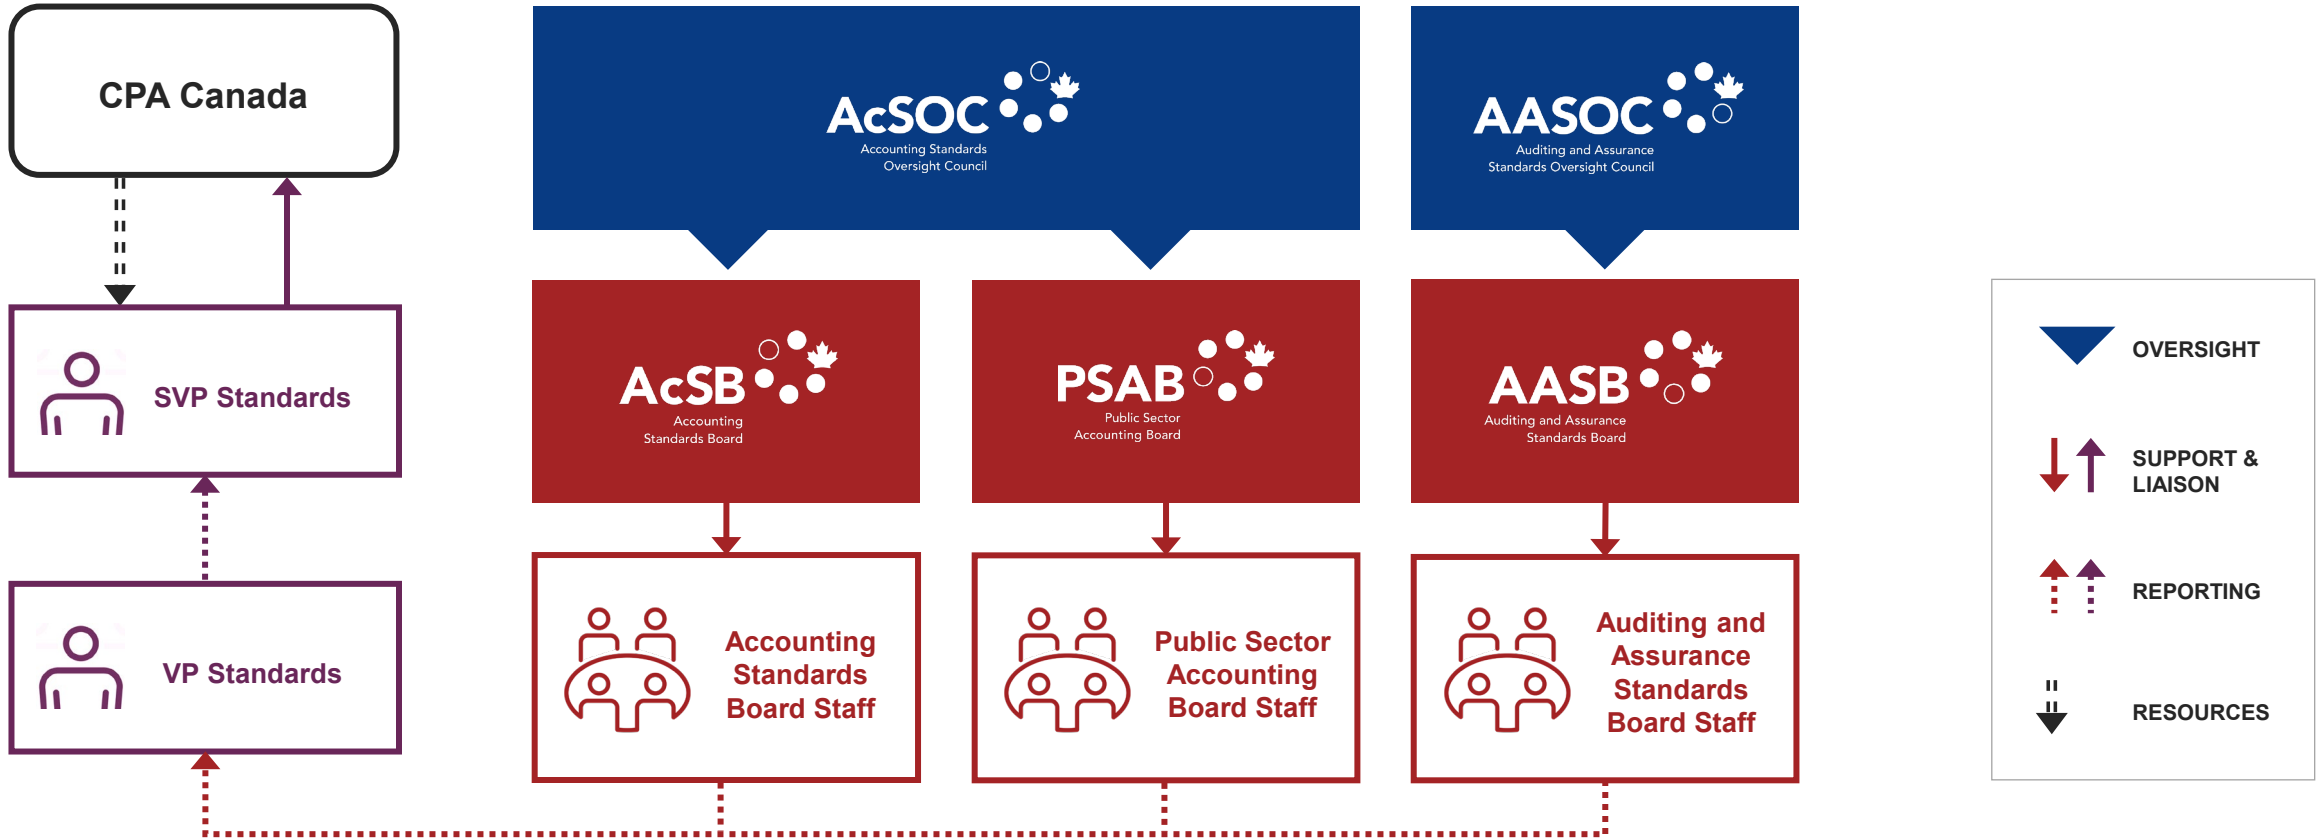 CPA Canada
AcSOC
Accounting Standards
Oversight Council
AASOC
Auditing and Assurance
Standards Oversight Council
SVP Standards
AcSB
Accounting
Standards Board
PSAB
Public Sector
Accounting Board
AASB
Auditing and Assurance
Standards Board
VP Standards
Accounting
Standards
Board Staff
Public Sector
Accounting
Board Staff
Auditing and
Assurance
Standards
Board Staff
OVERSIGHT
SUPPORT &
LIAISON
REPORTING
RESOURCES